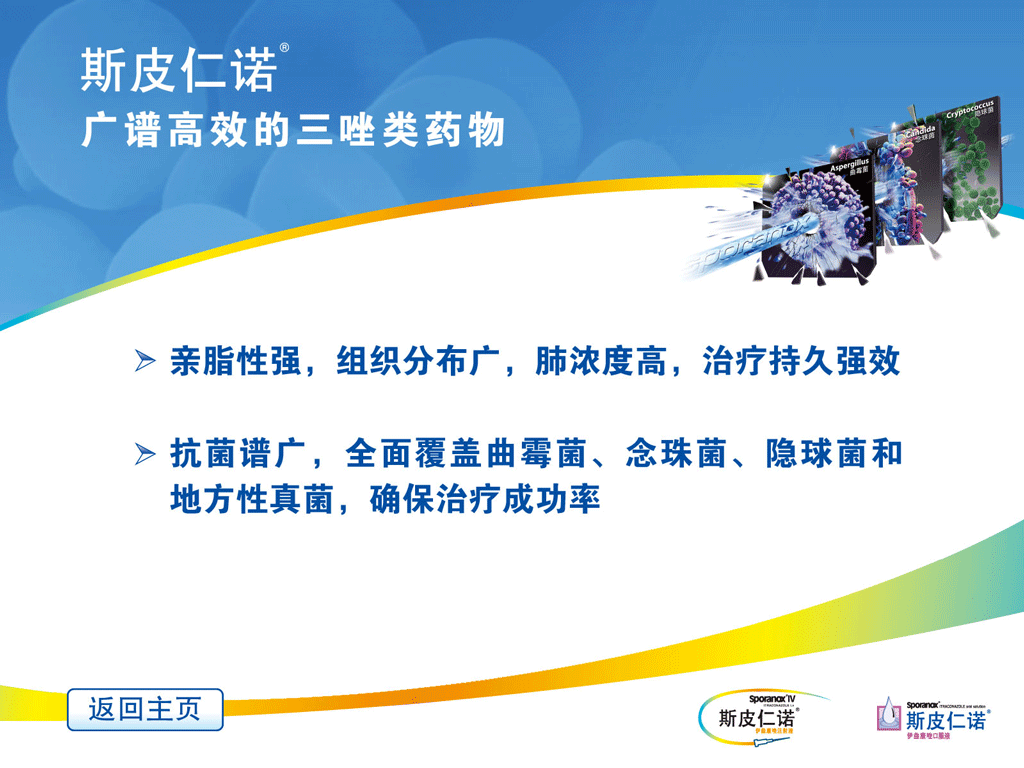 斯皮仁诺®
广谱高效的三唑类药物
Cryptococcus
隐球菌
Candida
念珠菌
Aspergillus
曲霉菌
sporanox
亲脂性强，组织分布广，肺浓度高，治疗持久强效
抗菌谱广，全面覆盖曲霉菌、念珠菌、隐球菌和
地方性真菌，确保治疗成功率
返回主页
sporanox® IV
ITRACONAZOLE I.V.
斯皮仁诺®
伊曲康唑注射液
sporanox®
ITRACONAZOLE oral solution
斯皮仁诺®
伊曲康唑口服液